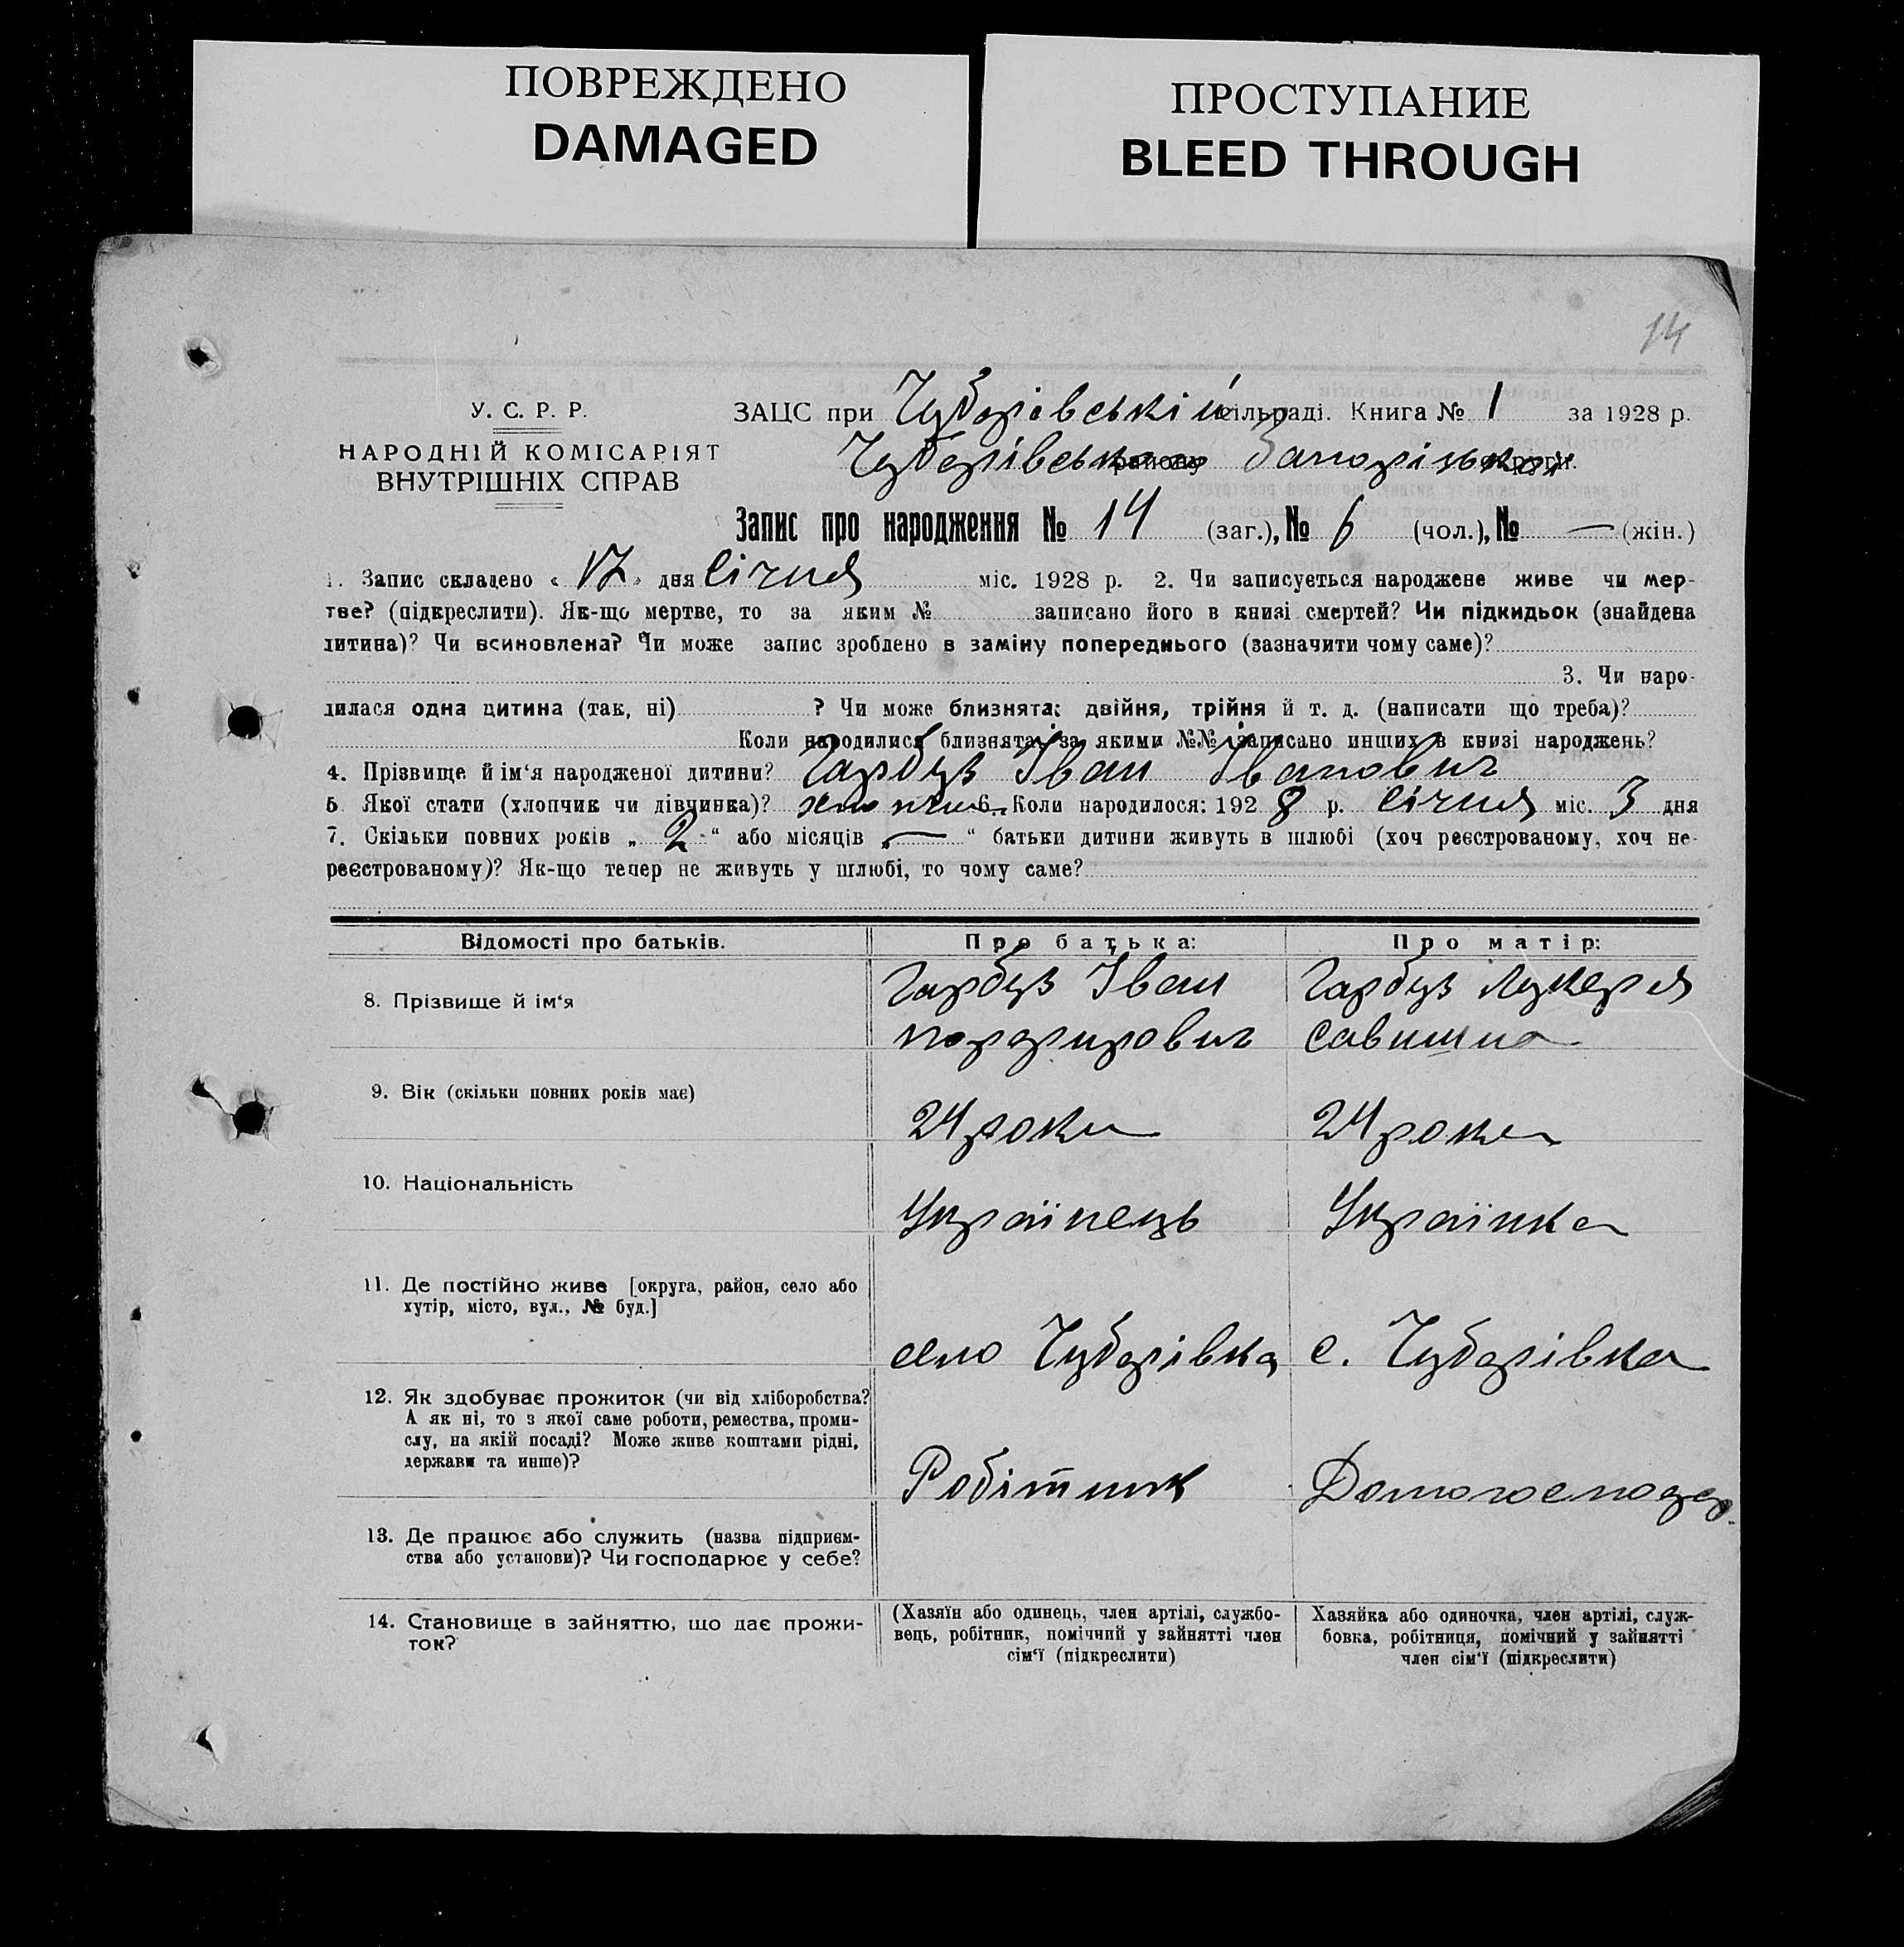 ПОВРЕЖДЕНО
DAMAGED
ПРОСТУПАНИЕ
BLEED THROUGH
14
У. С. Р. Р.
НАРОДНІЙ КОМІСАРІЯТ
ВНУТРІШНІХ СПРАВ
ЗАЦС при Чубарівській сільраді. Книга № 1 за 1928 р.
Чубарівського району Запорізької округи.
Запис про народження № 14 (заг.), № 6 (чол.), № — (жін.)
1. Запис складено « 12 » дня Січня міс. 1928 р. 2. Чи записується народжене живе чи мер-
тве? (підкреслити). Як-що мертве, то за яким № записано його в книзі смертей? Чи підкидьок (знайдена
дитина)? Чи всиновлена? Чи може запис зроблено в заміну попереднього (зазначити чому саме)?
3. Чи наро-
дилася одна дитина (так, ні) ? Чи може близнята: двійня, трійня й т. д. (написати що треба)?
Коли народилися близнята, за якими №№ записано инших в книзі народжень?
4. Прізвище й ім‘я народженої дитини? Гарбуз Іван Іванович
5 Якої стати (хлопчик чи дівчинка)? хлопчик 6. Коли народилося: 1928 р. Січня міс. 3 дня
7. Скільки повних років „ 2 “ або місяців „ — “ батьки дитини живуть в шлюбі (хоч реєстрованому, хоч не-
реєстрованому)? Як-що тепер не живуть у шлюбі, то чому саме?
Відомості про батьків. Про батька: Про матір:
8. Прізвище й ім‘я Гарбуз Іван Гарбуз Лукеря
Порфирович Савишна
9. Вік (скільки повних років має)
24 роки 24 роки
10. Національність
Українець Українка
11. Де постійно живе [округа, район, село або
хутір, місто, вул., № буд.]
село Чубарівка с. Чубарівка
12. Як здобуває прожиток (чи від хліборобства?
А як ні, то з якої саме роботи, ремества, проми-
слу, на якій посаді? Може живе коштами рідні,
держави та инше)?
Робітник Домогосподар.
13. Де працює або служить (назва підприєм-
ства або установи)? Чи господарює у себе?
14. Становище в зайняттю, що дає прожи-
ток?
(Хазяїн або одинець, член артілі, службо-
вець, робітник, помічний у зайнятті член
сім‘ї (підкреслити)
Хазяйка або одиночка, член артілі, служ-
бовка, робітниця, помічний у зайнятті
член сім‘ї (підкреслити)